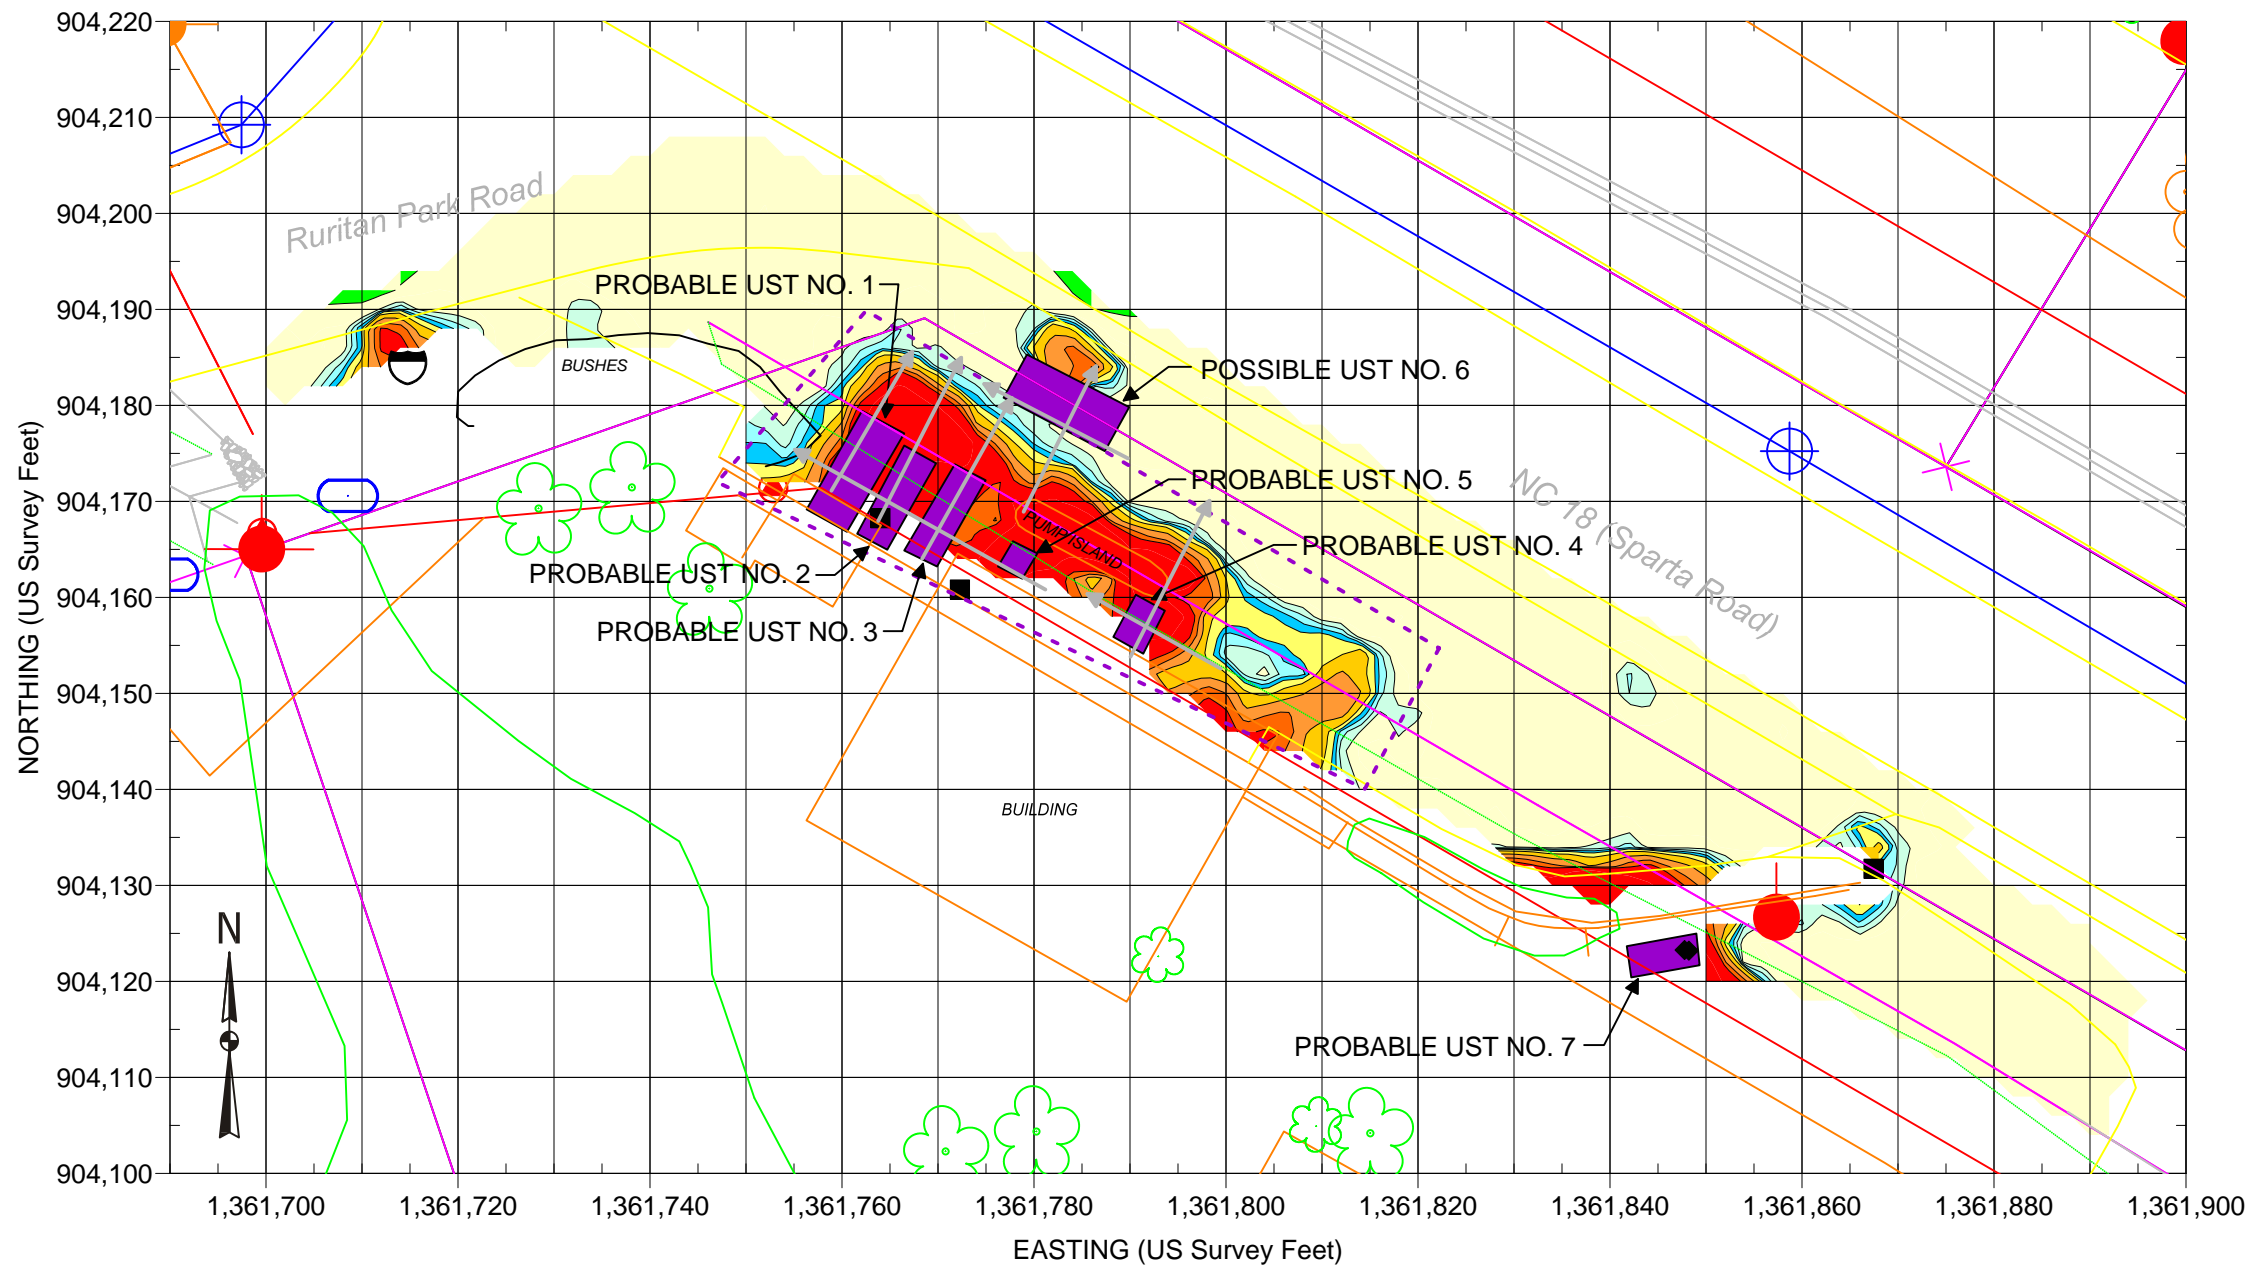 904,220
904,210
904,200
904,190
904,180
904,170
904,160
904,150
904,140
904,130
904,120
904,110
904,100
NORTHING (US Survey Feet)
Ruritan Park Road
PROBABLE UST NO. 1
BUSHES
POSSIBLE UST NO. 6
PROBABLE UST NO. 5
NC 18 (Sparta Road)
PUMP ISLAND
PROBABLE UST NO. 4
PROBABLE UST NO. 2
PROBABLE UST NO. 3
BUILDING
N
PROBABLE UST NO. 7
1,361,700
1,361,720
1,361,740
1,361,760
1,361,780
1,361,800
1,361,820
1,361,840
1,361,860
1,361,880
1,361,900
EASTING (US Survey Feet)